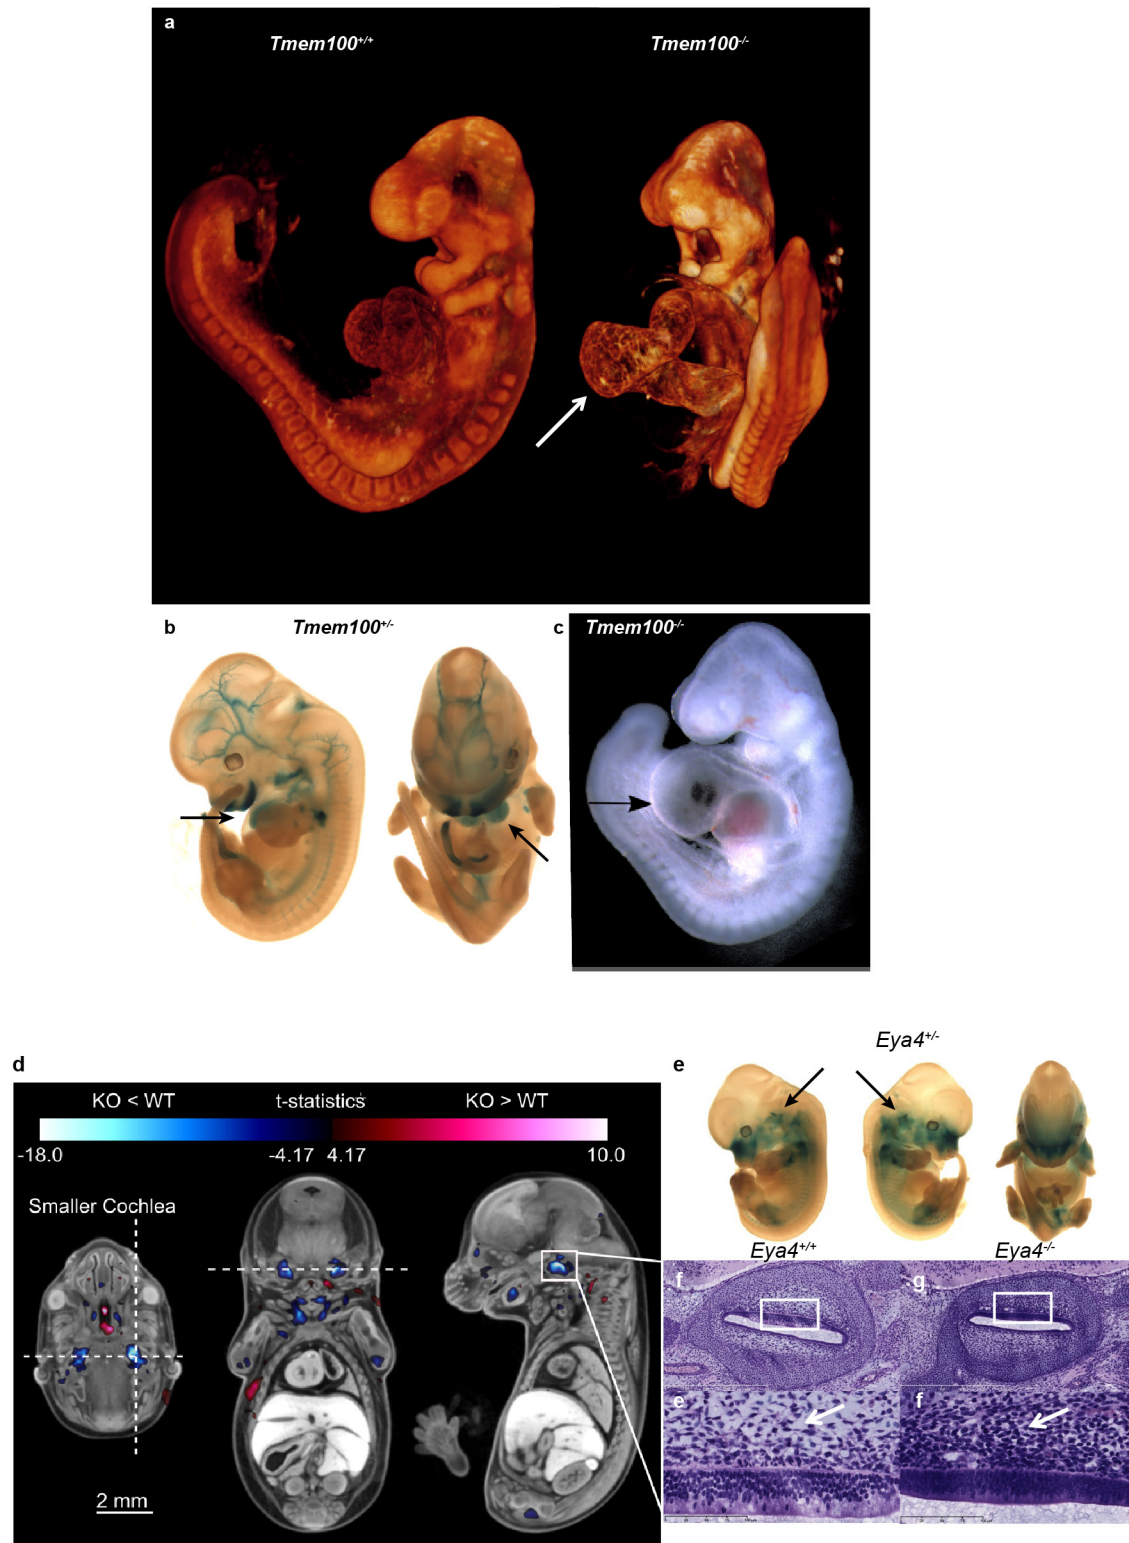 a
Tmem100+/+ Tmem100-/-
b Tmem100+/- c Tmem100-/-
d
KO < WT t-statistics KO > WT
-18.0 -4.17 4.17 10.0
Smaller Cochlea
2 mm
e Eya4+/-
Eya4+/+ Eya4-/-
f g
e f